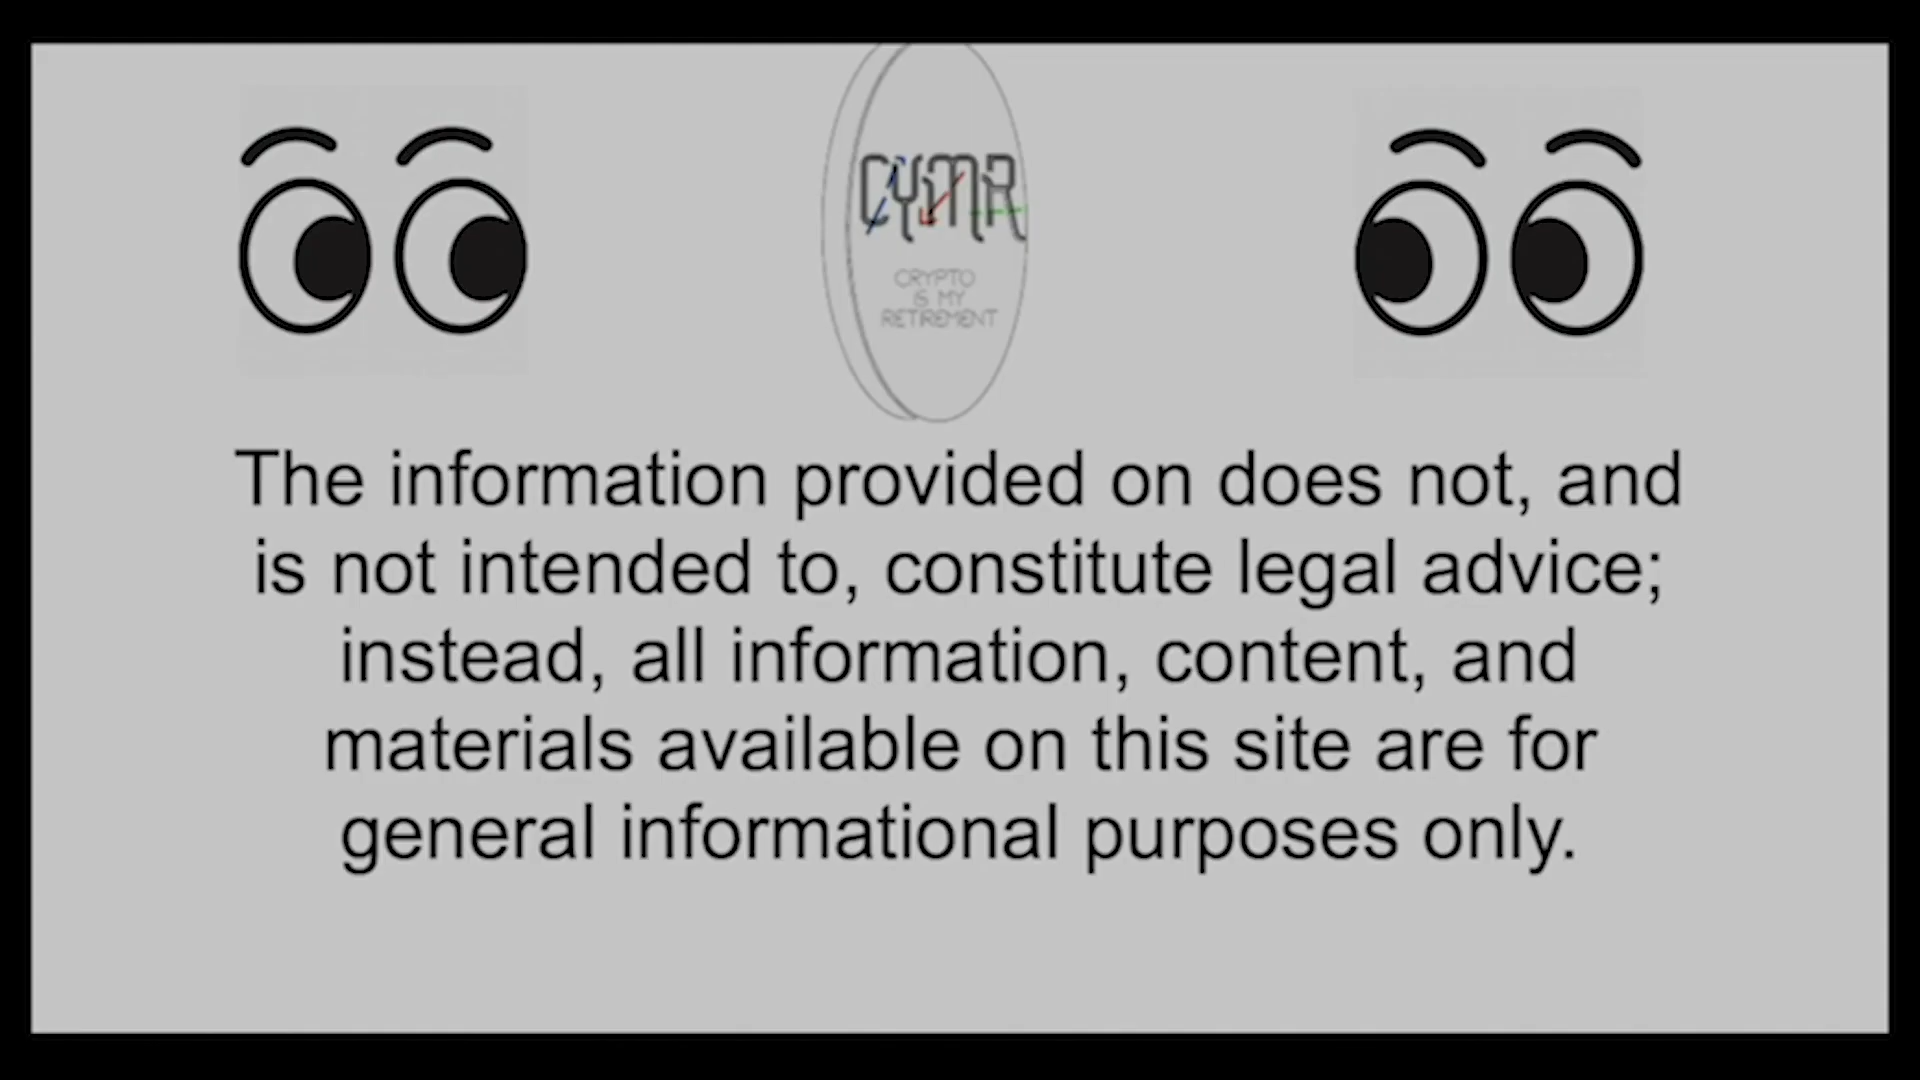 CYMR
CRYPTO
IS MY
RETIREMENT
The information provided on does not, and
is not intended to, constitute legal advice;
instead, all information, content, and
materials available on this site are for
general informational purposes only.